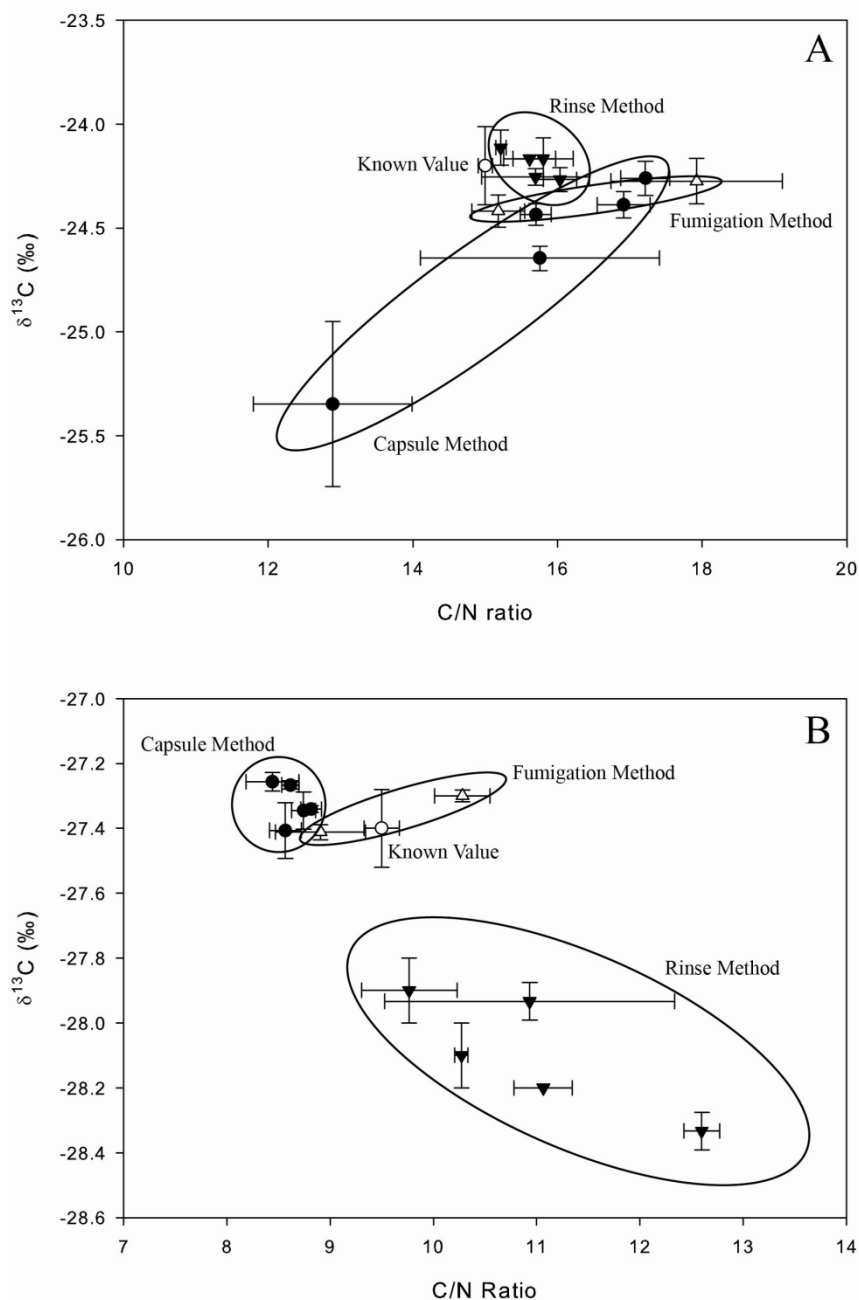 A
-23.5
Rinse Method
-24.0
Known Value
-24.5
Fumigation Method
δ¹³C (‰)
-25.0
Capsule Method
-25.5
-26.0
10 12 14 16 18 20
C/N ratio
B
-27.0
Capsule Method
-27.2
Fumigation Method
-27.4
Known Value
-27.6
δ¹³C (‰)
-27.8
Rinse Method
-28.0
-28.2
-28.4
-28.6
7 8 9 10 11 12 13 14
C/N Ratio